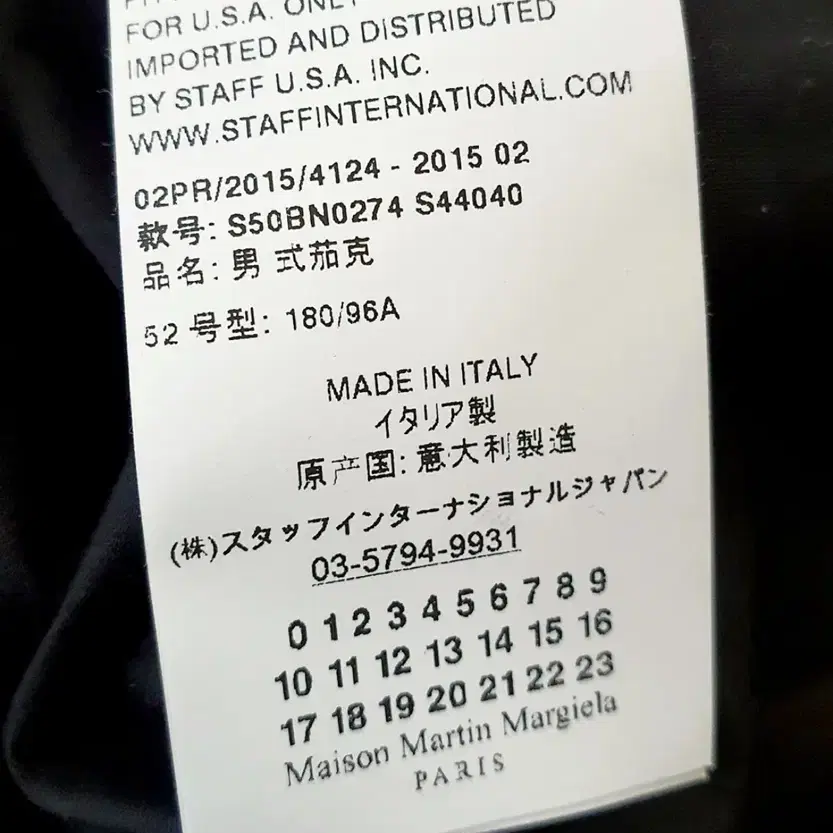 FOR U.S.A. ONLY
IMPORTED AND DISTRIBUTED
BY STAFF U.S.A. INC.
WWW.STAFFINTERNATIONAL.COM
02PR/2015/4124 - 2015 02
款号: S50BN0274 S44040
品名: 男 式茄克
52 号型: 180/96A
MADE IN ITALY
イタリア製
原产国: 意大利製造
(株)スタッフインターナショナルジャパン
03-5794-9931
0 1 2 3 4 5 6 7 8 9
10 11 12 13 14 15 16
17 18 19 20 21 22 23
Maison Martin Margiela
PARIS